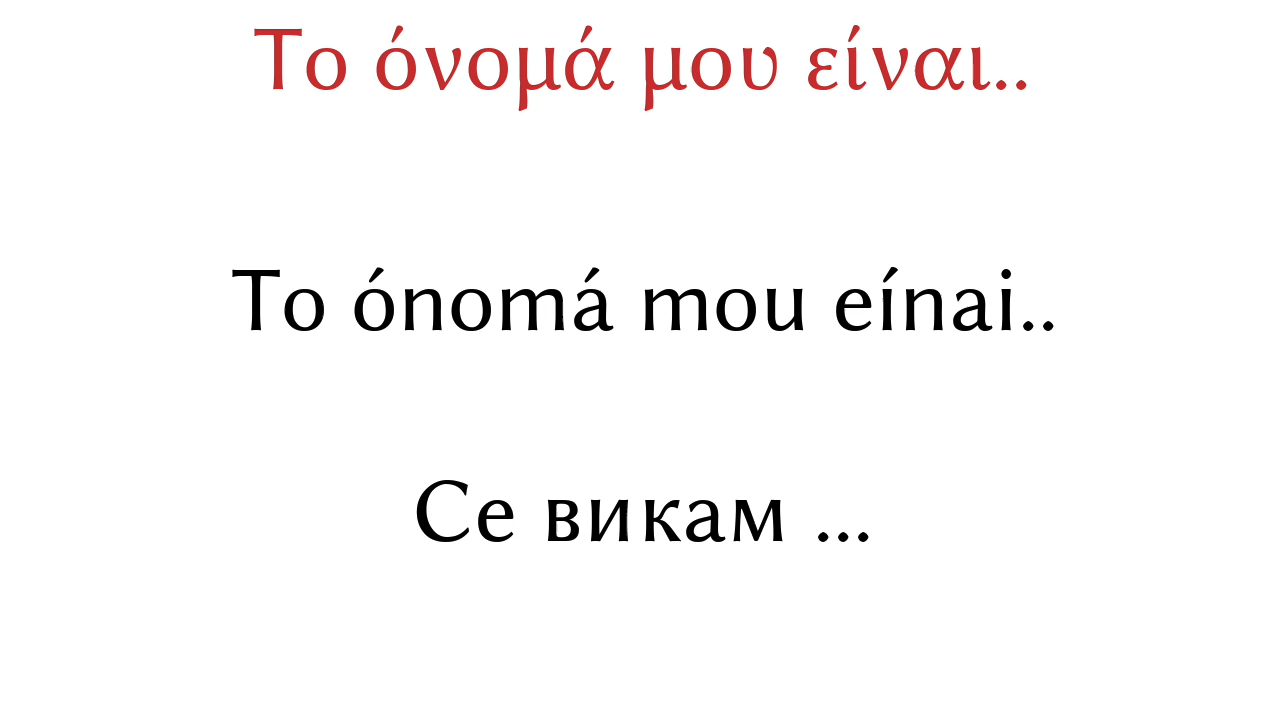 Το όνομά μου είναι..
To ónomá mou eínai..
Се викам ...